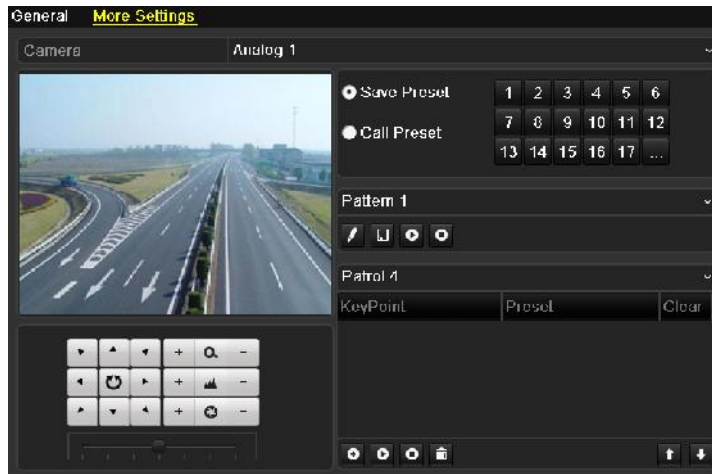 General More Settings
Camera Analog 1
Save Preset 1 2 3 4 5 6
Call Preset 7 8 9 10 11 12
13 14 15 16 17 ...
Pattern 1
Patrol 4
KeyPoint Preset Clear